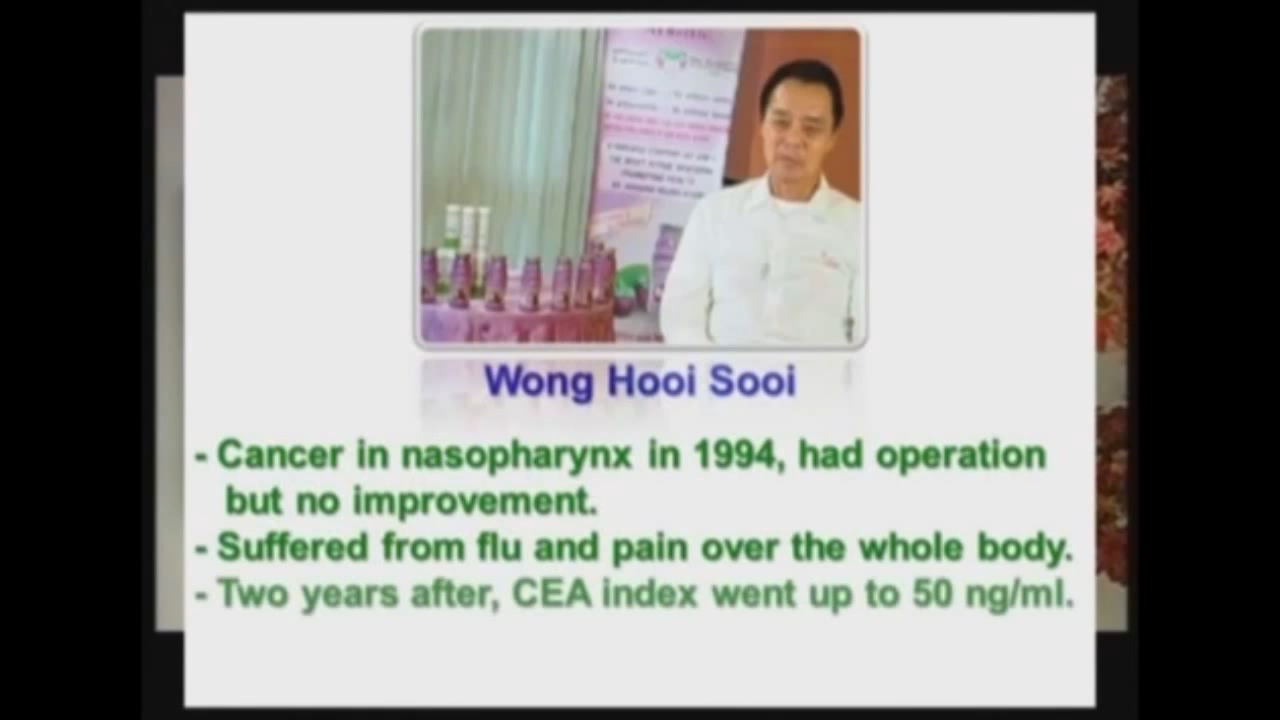 Wong Hooi Sooi
- Cancer in nasopharynx in 1994, had operation
but no improvement.
- Suffered from flu and pain over the whole body.
- Two years after, CEA index went up to 50 ng/ml.